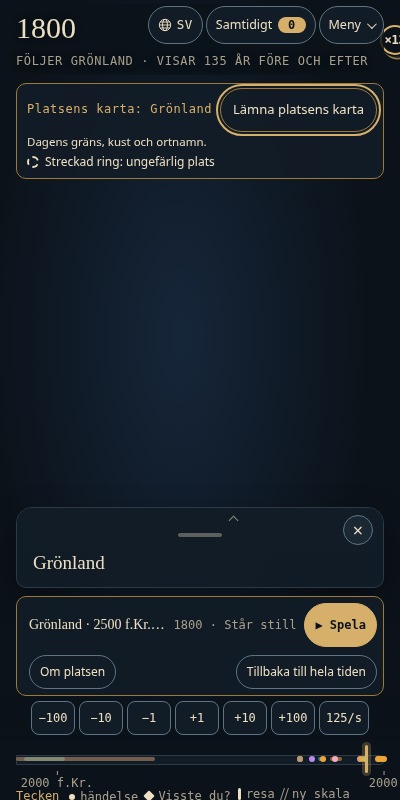 1800
SV
Samtidigt 0
Meny
×1
FÖLJER GRÖNLAND · VISAR 135 ÅR FÖRE OCH EFTER
Platsens karta: Grönland
Lämna platsens karta
Dagens gräns, kust och ortnamn.
Streckad ring: ungefärlig plats
Grönland
Grönland · 2500 f.Kr.… 1800 · Står still
▶ Spela
Om platsen
Tillbaka till hela tiden
−100 −10 −1 +1 +10 +100 125/s
2000 f.Kr. 2000
Tecken händelse Visste du? resa // ny skala